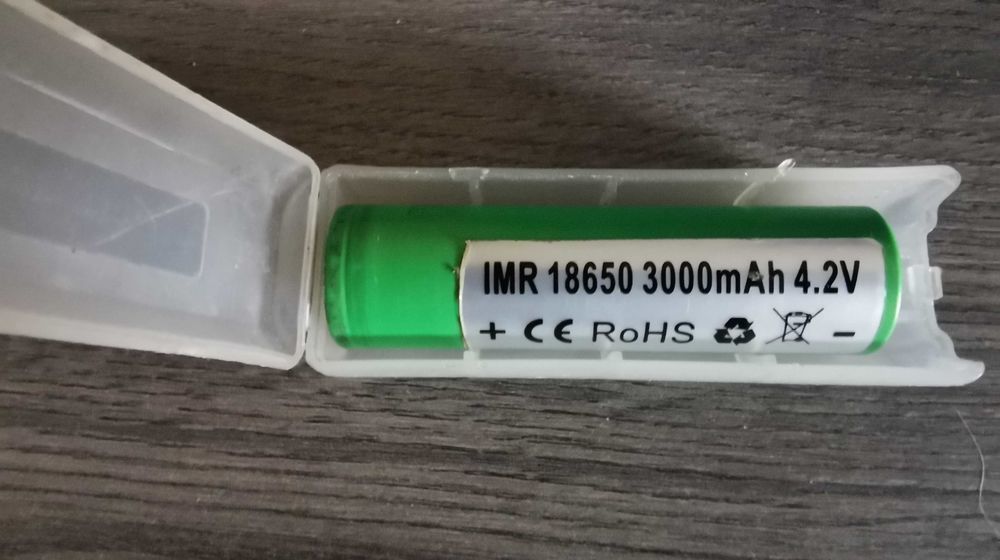 IMR 18650 3000mAh 4.2V
+ CE RoHS −